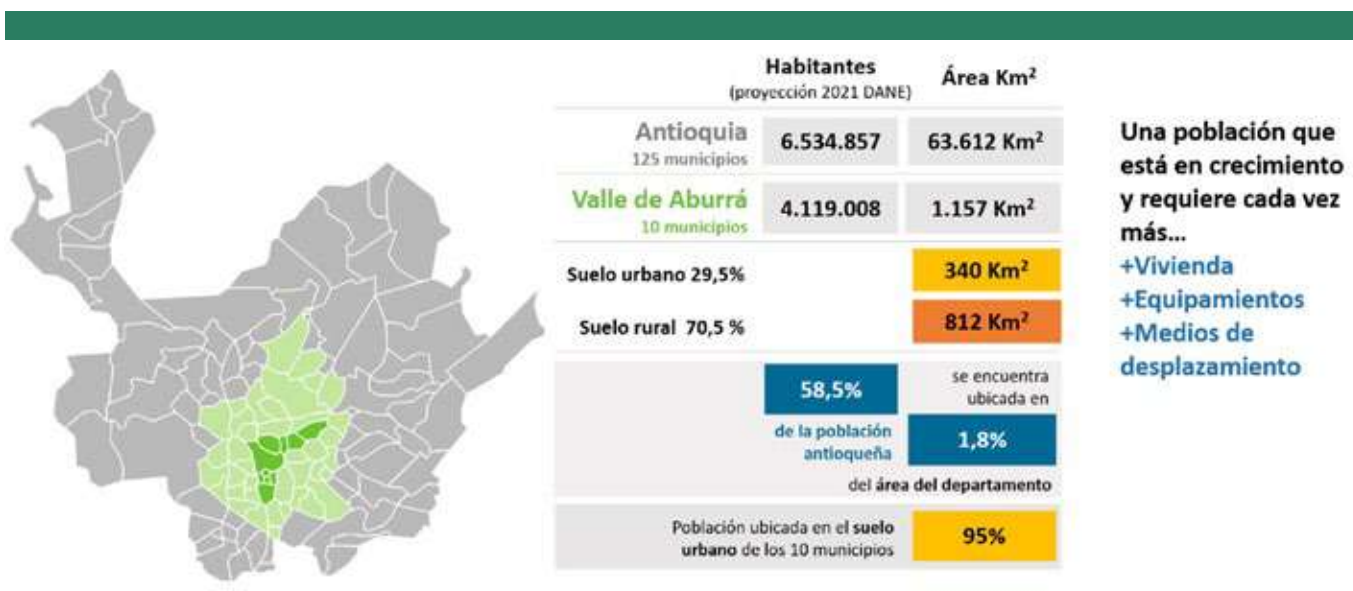 Habitantes
(proyección 2021 DANE)
Área Km²
Antioquia
125 municipios
6.534.857
63.612 Km²
Valle de Aburrá
10 municipios
4.119.008
1.157 Km²
Suelo urbano 29,5%
340 Km²
Suelo rural 70,5 %
812 Km²
58,5%
de la población
antioqueña
se encuentra
ubicada en
1,8%
del área del departamento
Población ubicada en el suelo
urbano de los 10 municipios
95%
Una población que
está en crecimiento
y requiere cada vez
más...
+Vivienda
+Equipamientos
+Medios de
desplazamiento